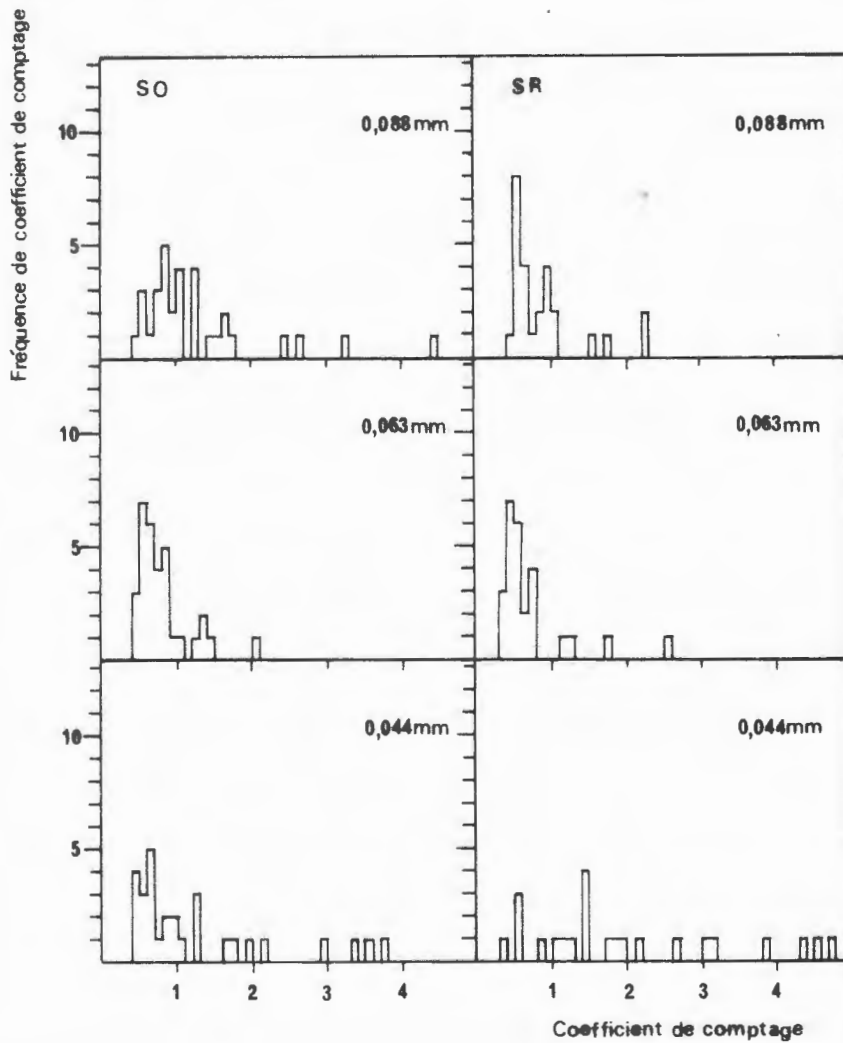 Fréquence de coefficient de comptage
SO
SR
0,088mm
0,088mm
10
5
0,063mm
0,063mm
10
5
0,044mm
0,044mm
10
5
1 2 3 4
1 2 3 4
Coefficient de comptage